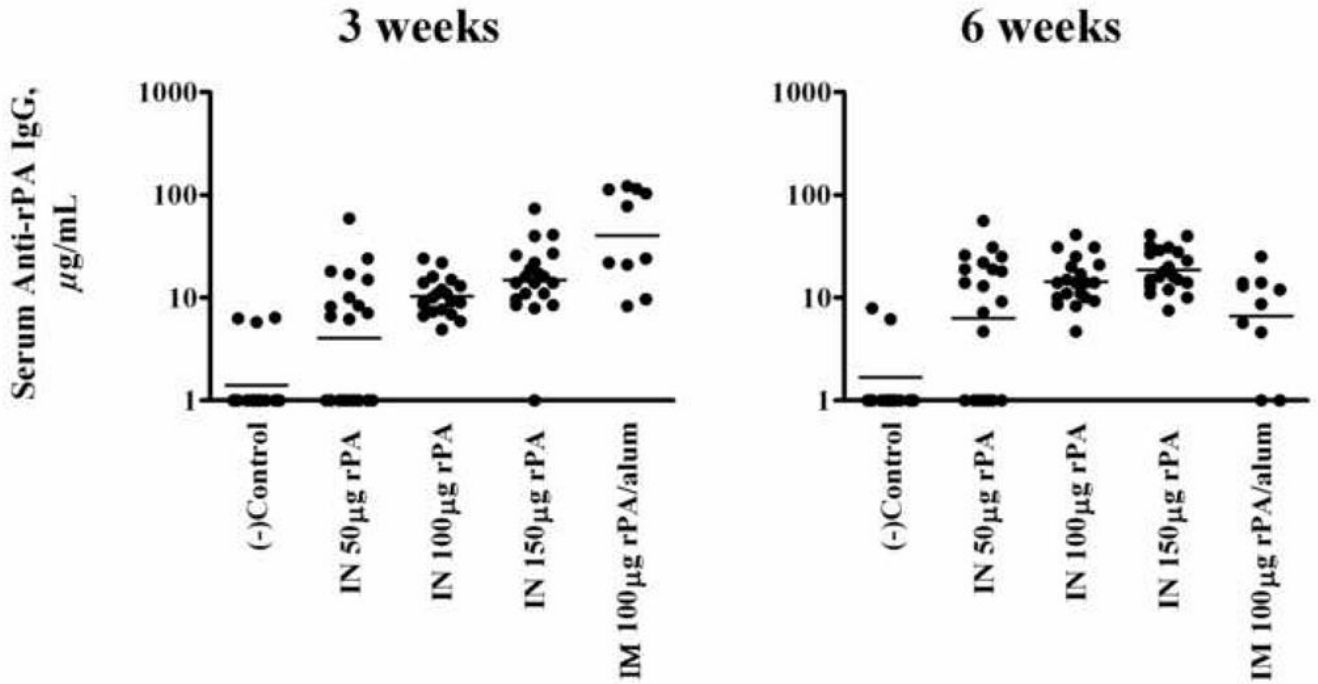 3 weeks
6 weeks
Serum Anti-rPA IgG,
µg/mL
1000
100
10
1
(-)Control
IN 50µg rPA
IN 100µg rPA
IN 150µg rPA
IM 100µg rPA/alum
1000
100
10
1
(-)Control
IN 50µg rPA
IN 100µg rPA
IN 150µg rPA
IM 100µg rPA/alum